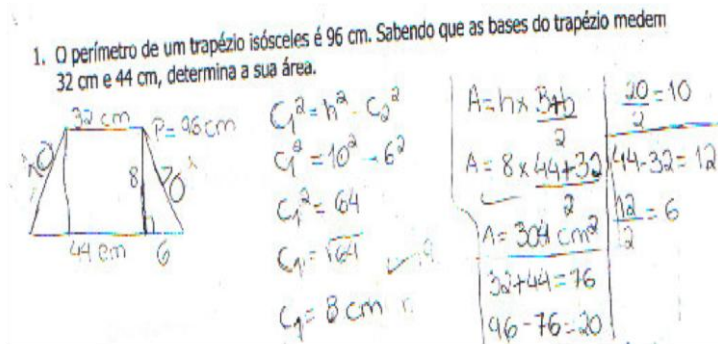 1. O perímetro de um trapézio isósceles é 96 cm. Sabendo que as bases do trapézio medem
32 cm e 44 cm, determina a sua área.
32 cm
P= 96 cm
8
44 cm
6
C₁² = h² - C₂²
C₁² = 10² - 6²
C₁² = 64
C₁ = √64
C₁ = 8 cm
A = h × B+b
2
A = 8 × 44+32
2
A = 304 cm²
32+44=76
96-76=20
20 = 10
2
44-32=12
12 = 6
2